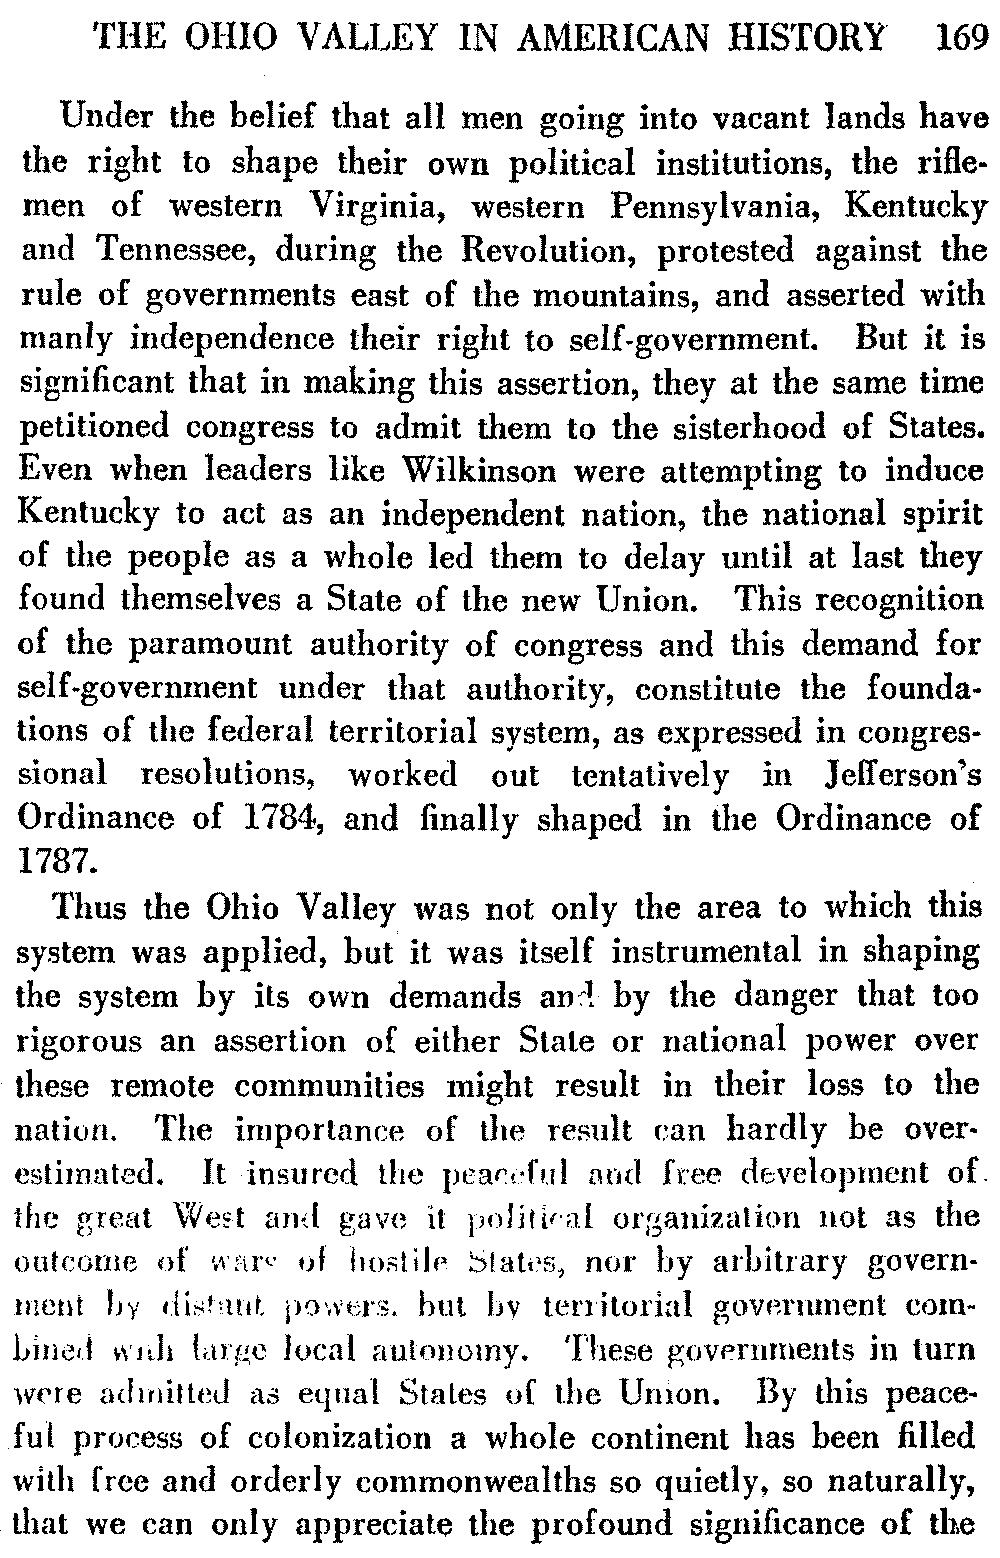 THE OHIO VALLEY IN AMERICAN HISTORY 169
Under the belief that all men going into vacant lands have
the right to shape their own political institutions, the rifle-
men of western Virginia, western Pennsylvania, Kentucky
and Tennessee, during the Revolution, protested against the
rule of governments east of the mountains, and asserted with
manly independence their right to self-government. But it is
significant that in making this assertion, they at the same time
petitioned congress to admit them to the sisterhood of States.
Even when leaders like Wilkinson were attempting to induce
Kentucky to act as an independent nation, the national spirit
of the people as a whole led them to delay until at last they
found themselves a State of the new Union. This recognition
of the paramount authority of congress and this demand for
self-government under that authority, constitute the founda-
tions of the federal territorial system, as expressed in congres-
sional resolutions, worked out tentatively in Jefferson's
Ordinance of 1784, and finally shaped in the Ordinance of
1787.
Thus the Ohio Valley was not only the area to which this
system was applied, but it was itself instrumental in shaping
the system by its own demands and by the danger that too
rigorous an assertion of either State or national power over
these remote communities might result in their loss to the
nation. The importance of the result can hardly be over-
estimated. It insured the peaceful and free development of
the great West and gave it political organization not as the
outcome of wars of hostile States, nor by arbitrary govern-
ment by distant powers, but by territorial government com-
bined with large local autonomy. These governments in turn
were admitted as equal States of the Union. By this peace-
ful process of colonization a whole continent has been filled
with free and orderly commonwealths so quietly, so naturally,
that we can only appreciate the profound significance of the